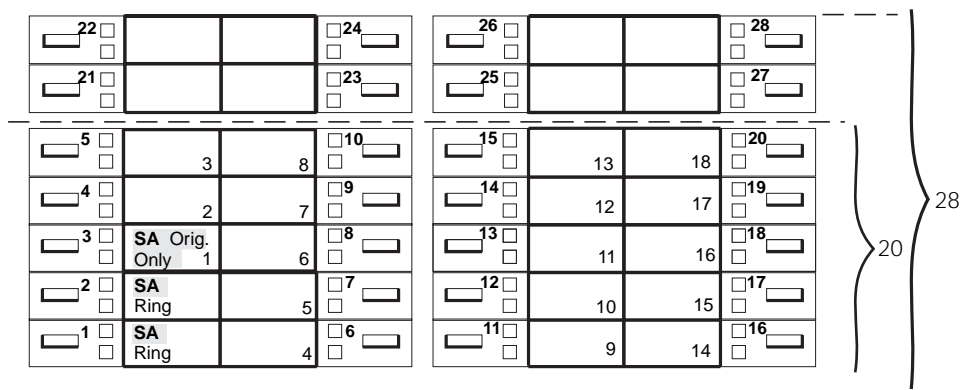 22 24 26 28
21 23 25 27
5 3 8 10 15 13 18 20
4 2 7 9 14 12 17 19
3 SA Orig. Only 1 6 8 13 11 16 18
2 SA Ring 5 7 12 10 15 17
1 SA Ring 4 6 11 9 14 16
20
28